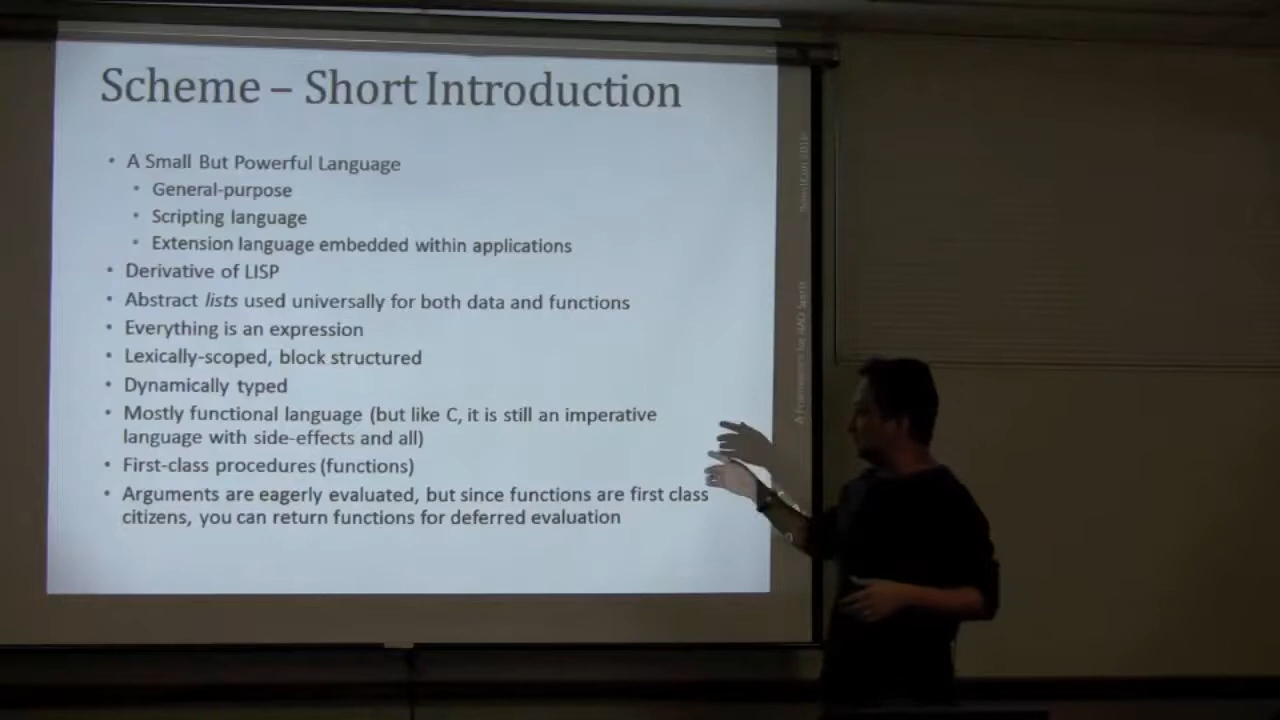 Scheme – Short Introduction
• A Small But Powerful Language
• General-purpose
• Scripting language
• Extension language embedded within applications
• Derivative of LISP
• Abstract lists used universally for both data and functions
• Everything is an expression
• Lexically-scoped, block structured
• Dynamically typed
• Mostly functional language (but like C, it is still an imperative
language with side-effects and all)
• First-class procedures (functions)
• Arguments are eagerly evaluated, but since functions are first class
citizens, you can return functions for deferred evaluation
A Framework for